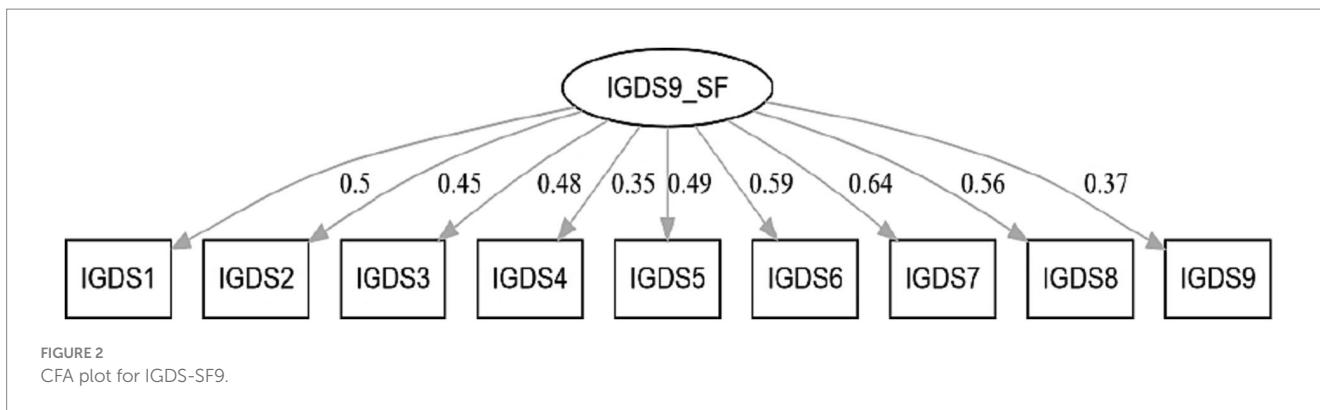 IGDS9_SF
0.5 0.45 0.48 0.35 0.49 0.59 0.64 0.56 0.37
IGDS1 IGDS2 IGDS3 IGDS4 IGDS5 IGDS6 IGDS7 IGDS8 IGDS9
FIGURE 2
CFA plot for IGDS-SF9.